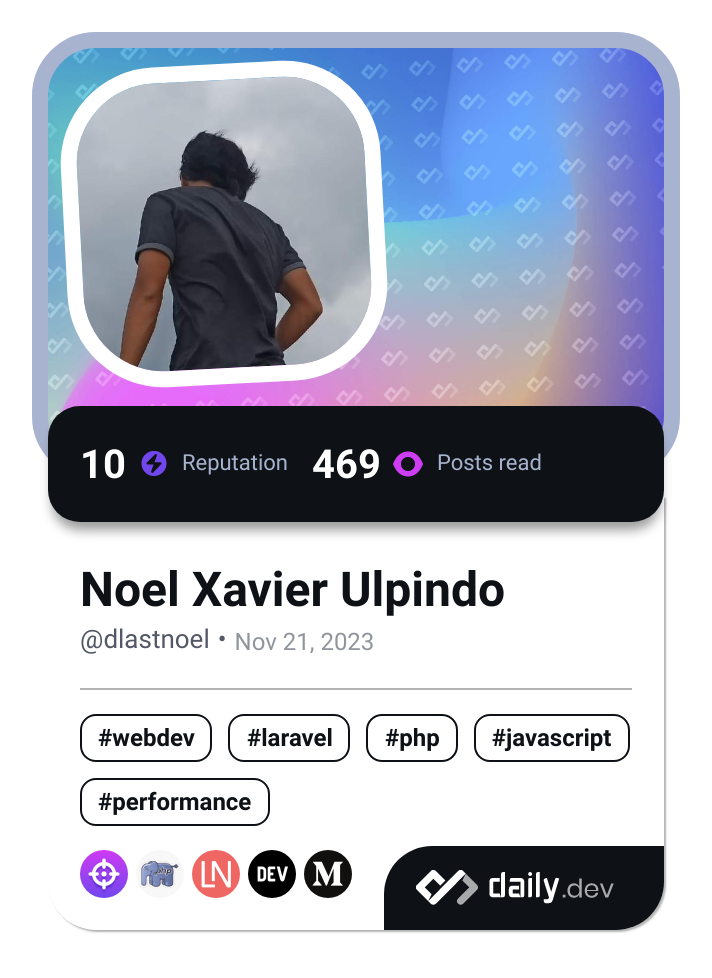 10 Reputation 469 Posts read
Noel Xavier Ulpindo
@dlastnoel • Nov 21, 2023
#webdev #laravel #php #javascript
#performance
php LN DEV M daily.dev